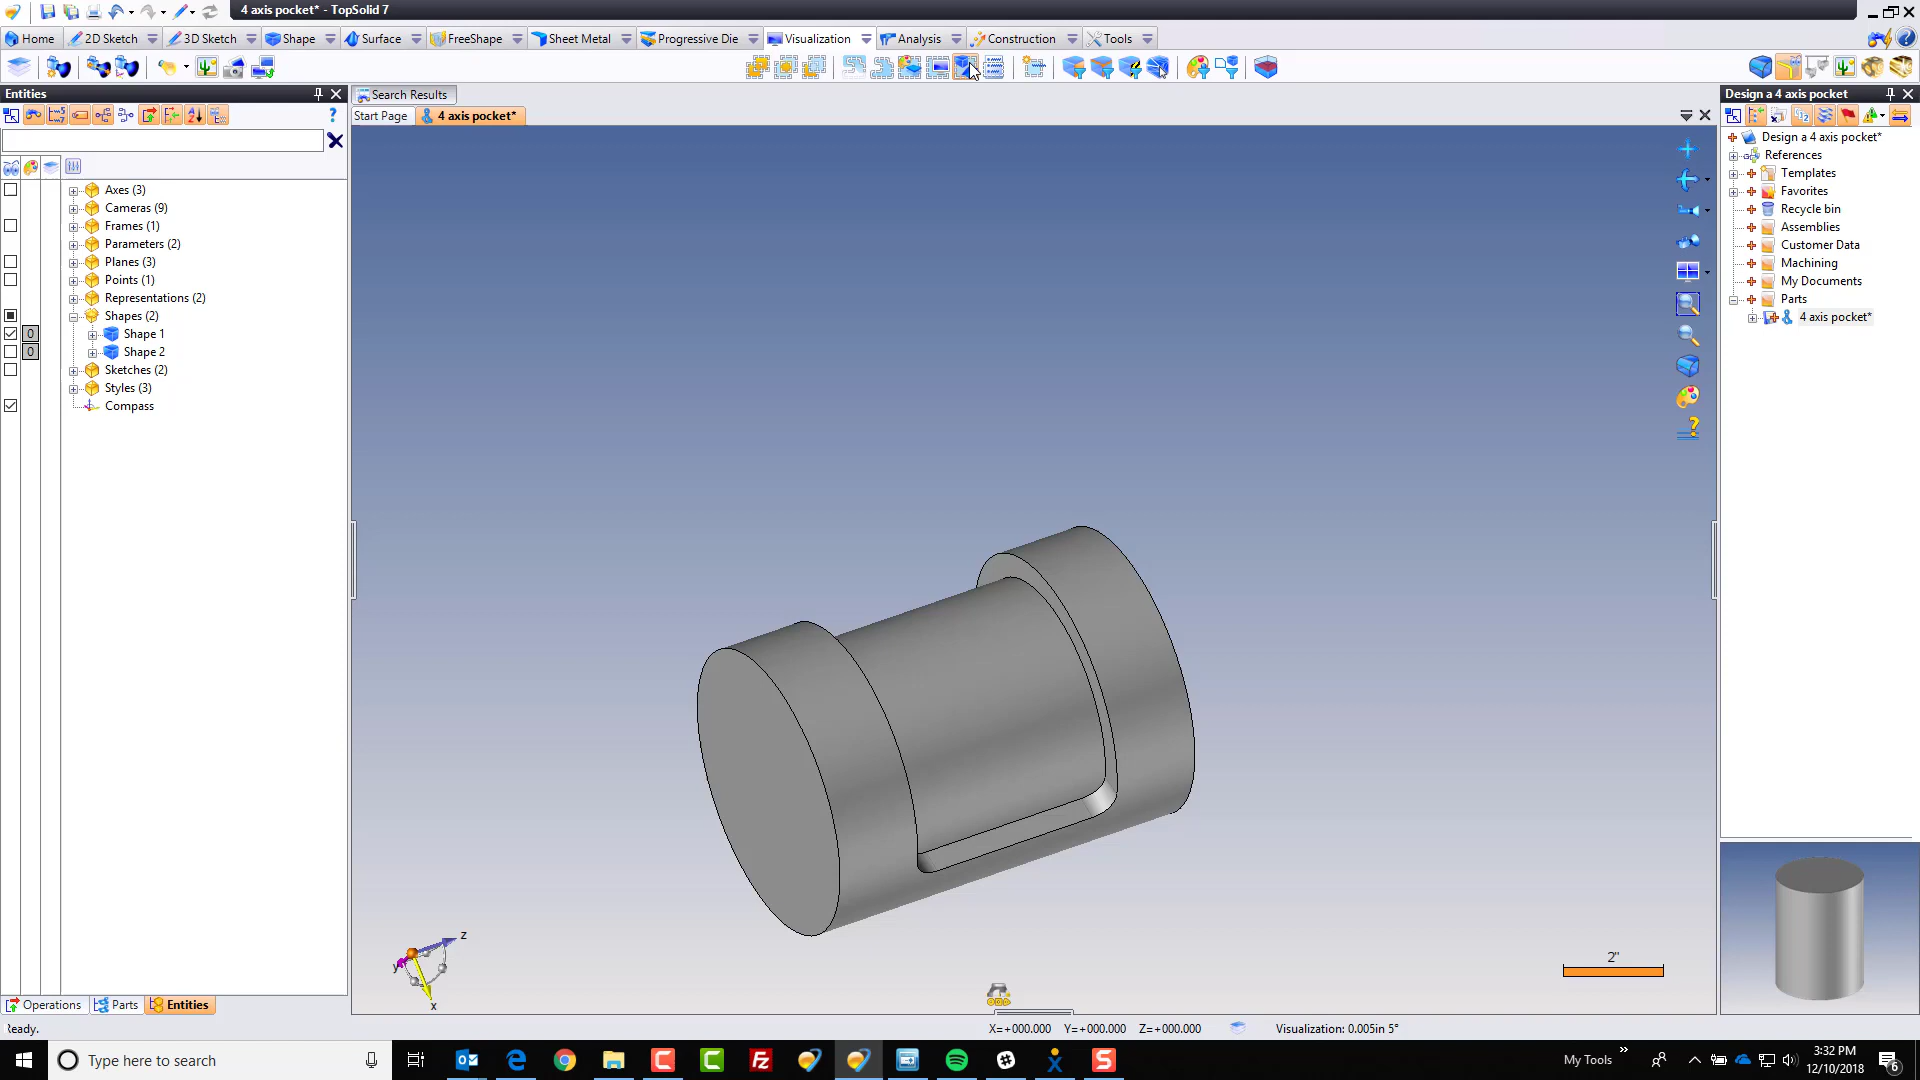 4 axis pocket* - TopSolid 7
Home 2D Sketch 3D Sketch Shape Surface FreeShape Sheet Metal Progressive Die Visualization Analysis Construction Tools
Entities
Search Results
Design a 4 axis pocket
Start Page 4 axis pocket*
Axes (3)
Cameras (9)
Frames (1)
Parameters (2)
Planes (3)
Points (1)
Representations (2)
Shapes (2)
0 Shape 1
0 Shape 2
Sketches (2)
Styles (3)
Compass
Design a 4 axis pocket*
References
Templates
Favorites
Recycle bin
Assemblies
Customer Data
Machining
My Documents
Parts
4 axis pocket*
z
y
x
2"
Operations Parts Entities
Ready.
X=+000.000 Y=+000.000 Z=+000.000 Visualization: 0.005in 5°
Type here to search
My Tools
3:32 PM
12/10/2018
6